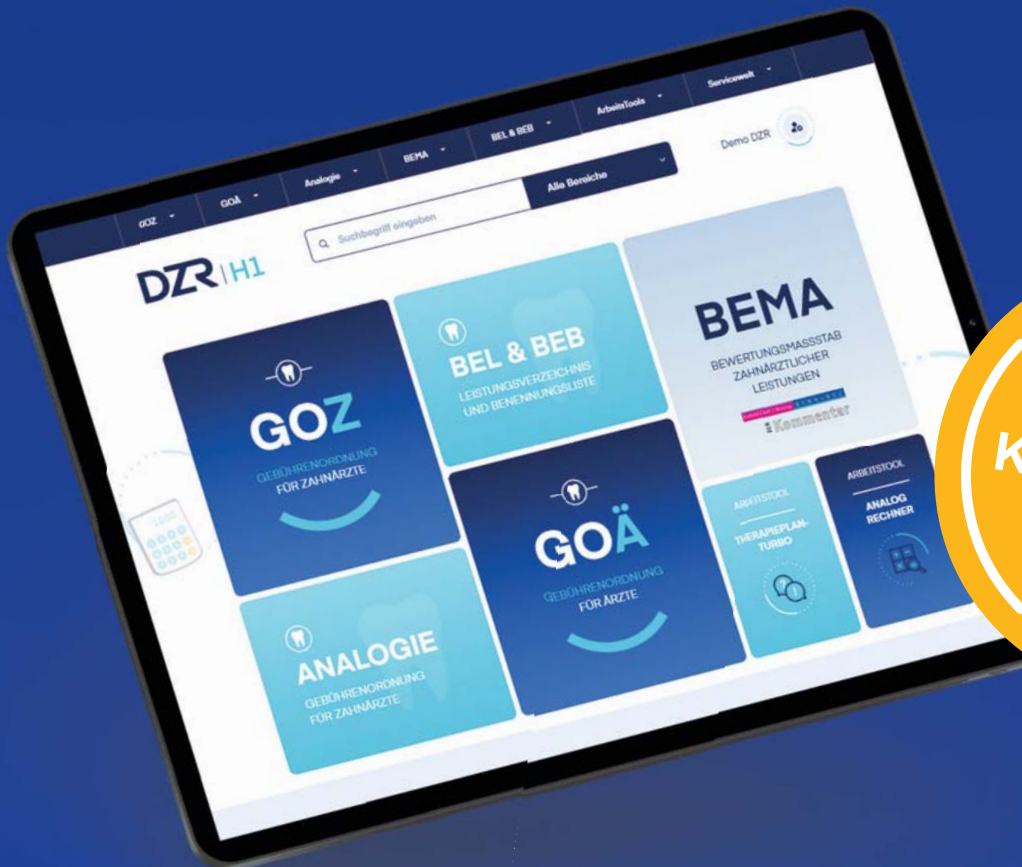 GOZ
GOÄ
Analogie
BEMA
BEL & BEB
ArbeitsTools
Servicewelt
DZR | H1
Suchbegriff eingeben
Alle Bereiche
Demo DZR
GOZ
GEBÜHRENORDNUNG
FÜR ZAHNÄRZTE
BEL & BEB
LEISTUNGSVERZEICHNIS
UND BENENNUNGSLISTE
BEMA
BEWERTUNGSMASSSTAB
ZAHNÄRZTLICHER
LEISTUNGEN
Kommentar
ANALOGIE
GEBÜHRENORDNUNG
FÜR ZAHNÄRZTE
GOÄ
GEBÜHRENORDNUNG
FÜR ÄRZTE
ARBEITSTOOL
THERAPIEPLAN-
TURBO
ARBEITSTOOL
ANALOG
RECHNER
K